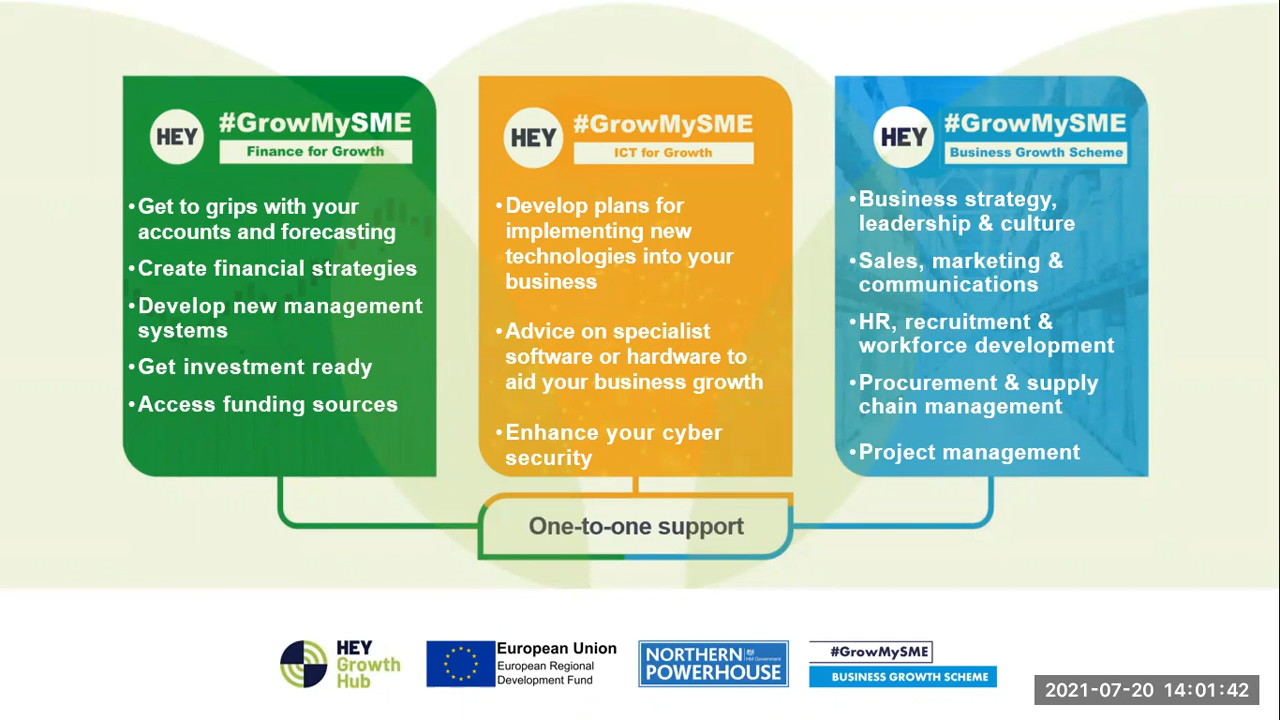 HEY
#GrowMySME
Finance for Growth
•Get to grips with your
accounts and forecasting
•Create financial strategies
•Develop new management
systems
•Get investment ready
•Access funding sources
HEY
#GrowMySME
ICT for Growth
•Develop plans for
implementing new
technologies into your
business
•Advice on specialist
software or hardware to
aid your business growth
•Enhance your cyber
security
HEY
#GrowMySME
Business Growth Scheme
•Business strategy,
leadership & culture
•Sales, marketing &
communications
•HR, recruitment &
workforce development
•Procurement & supply
chain management
•Project management
One-to-one support
HEY
Growth
Hub
European Union
European Regional
Development Fund
NORTHERN
HM Government
POWERHOUSE
#GrowMySME
BUSINESS GROWTH SCHEME
2021-07-20 14:01:42